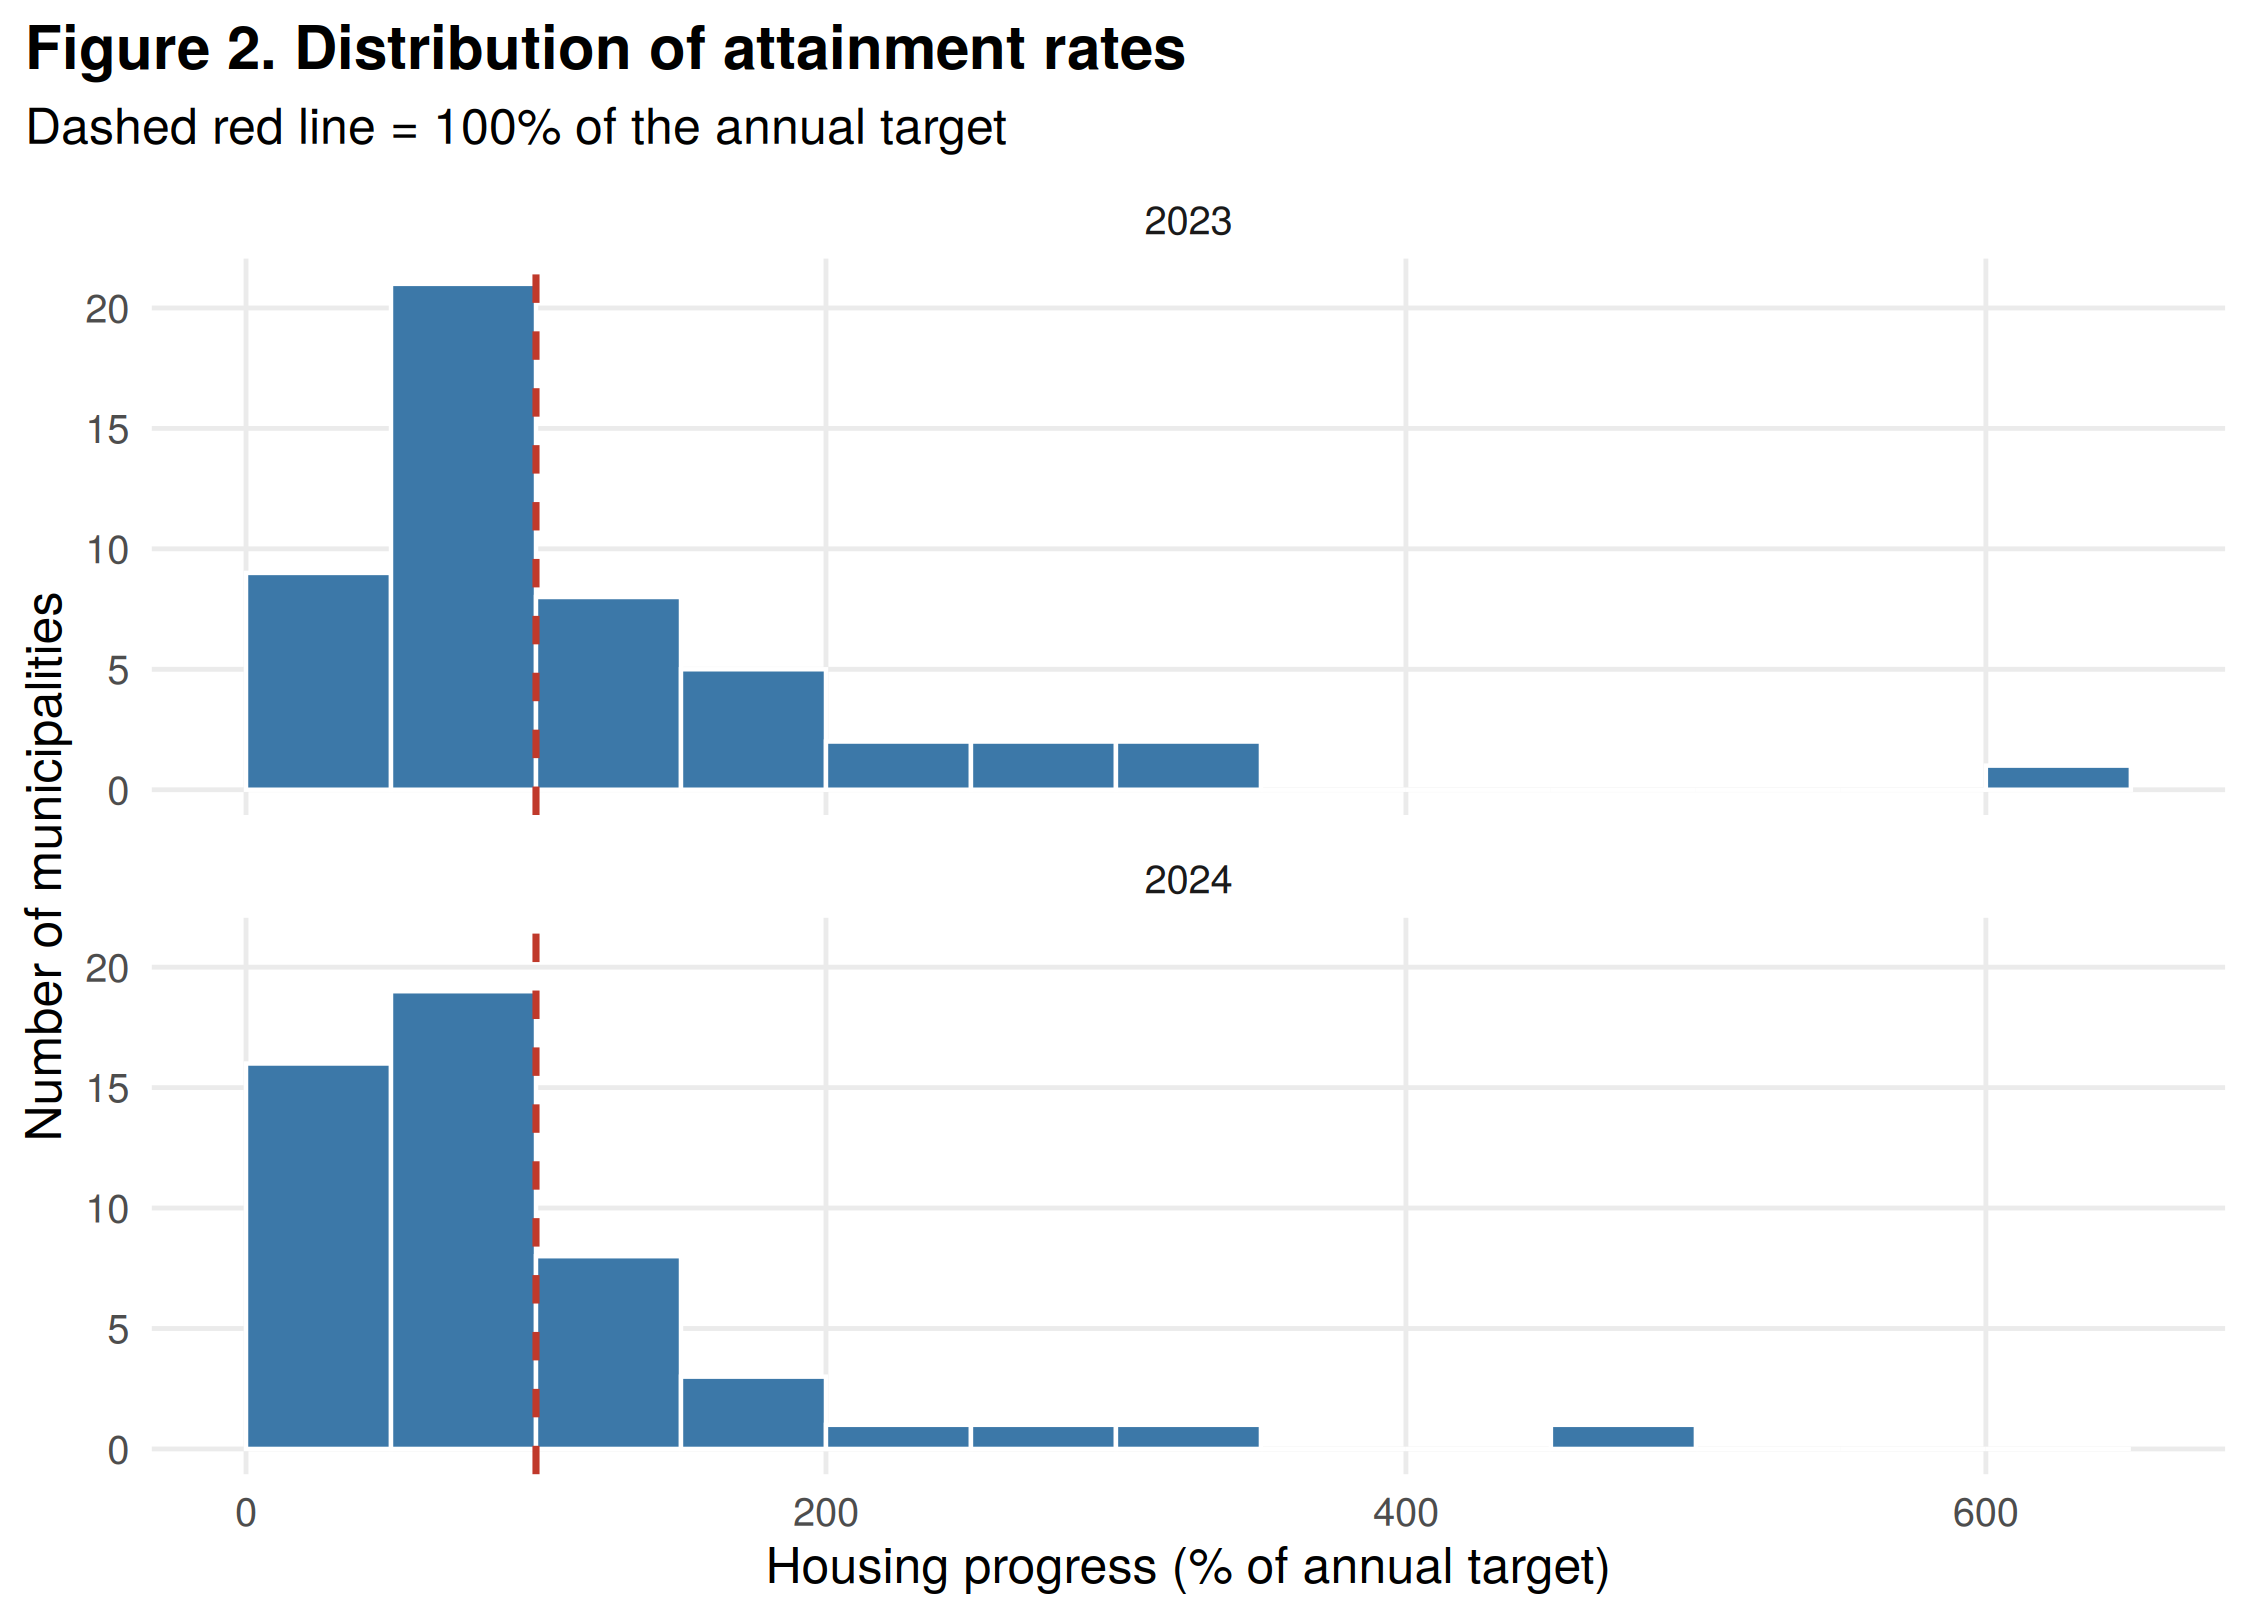 Figure 2. Distribution of attainment rates
Dashed red line = 100% of the annual target
2023
20
15
10
5
0
2024
20
15
10
5
0
Number of municipalities
0 200 400 600
Housing progress (% of annual target)